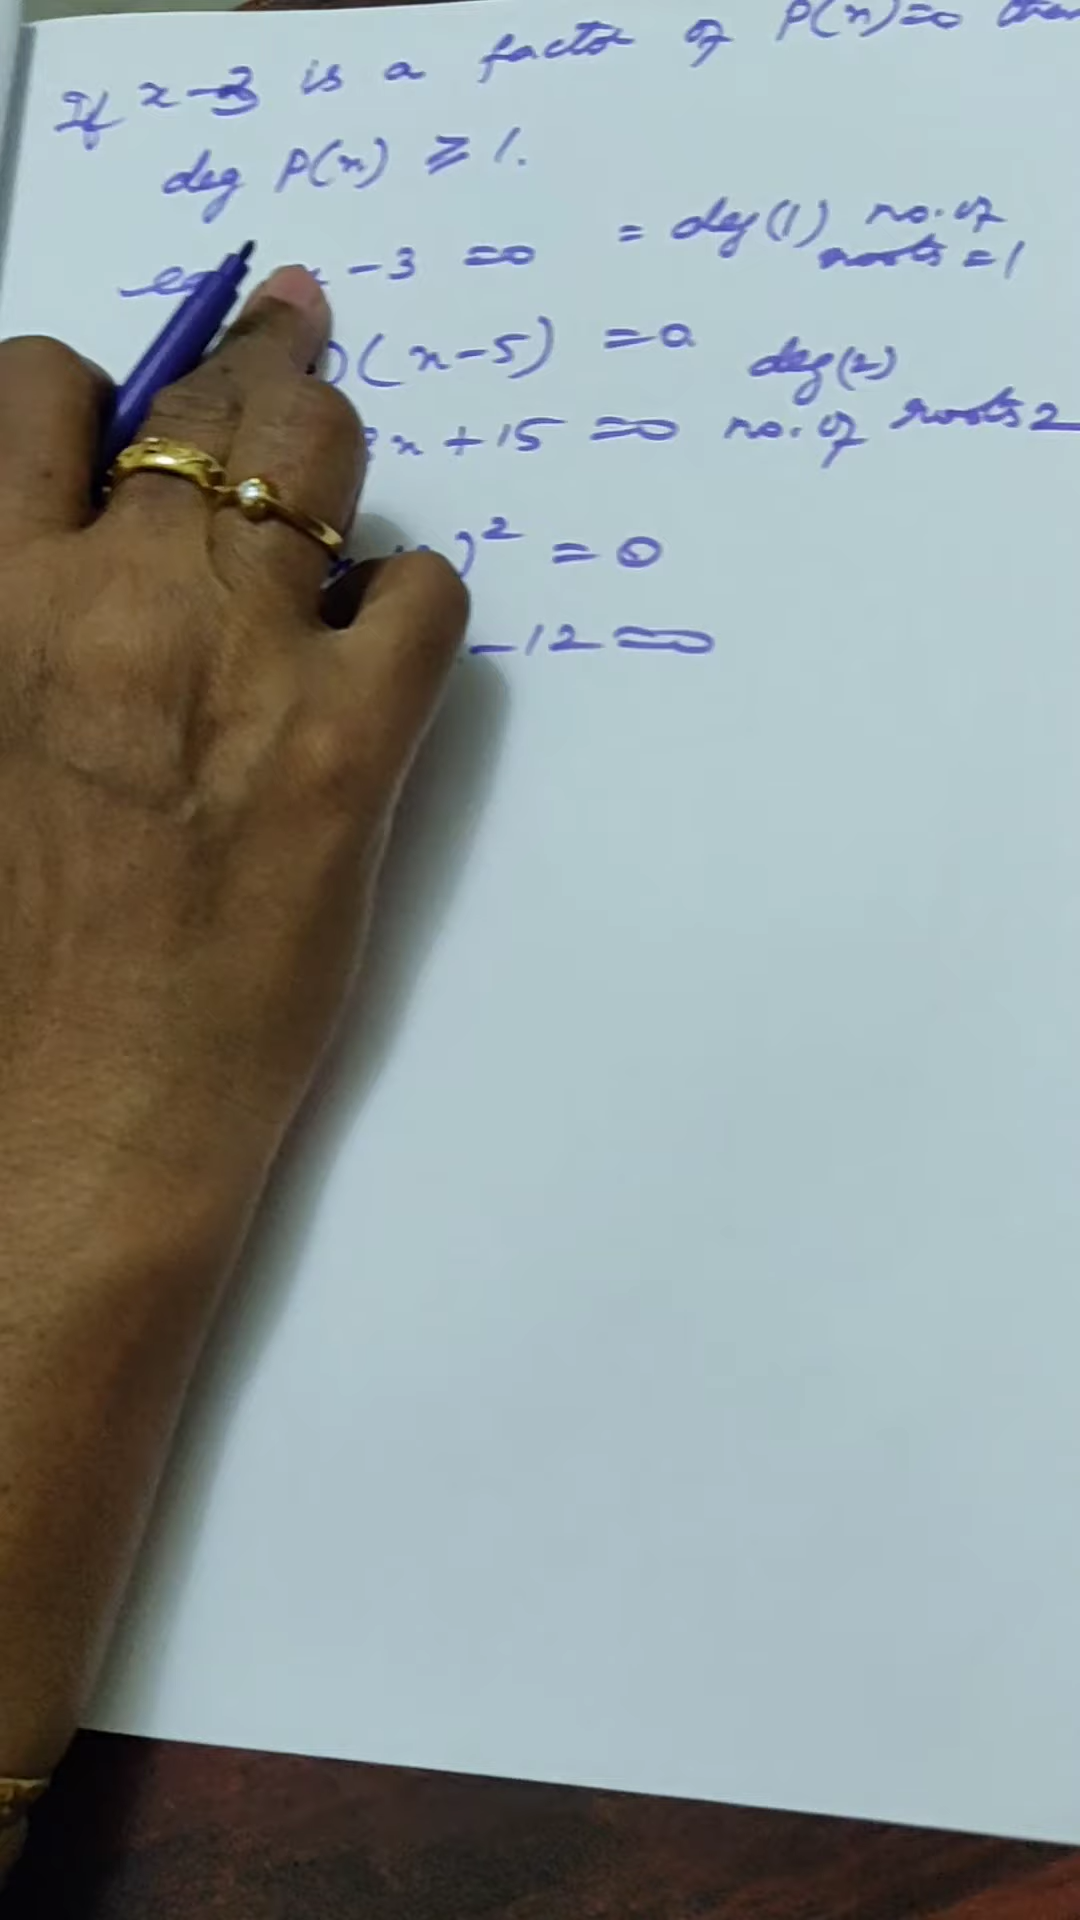 If x-3 is a factor of P(x)=0 then
deg P(x) ≥ 1.
x - 3 = 0 = deg(1) no. of roots = 1
)(x-5) = 0 deg(2)
8x + 15 = 0 no. of roots 2
)² = 0
-12 = 0